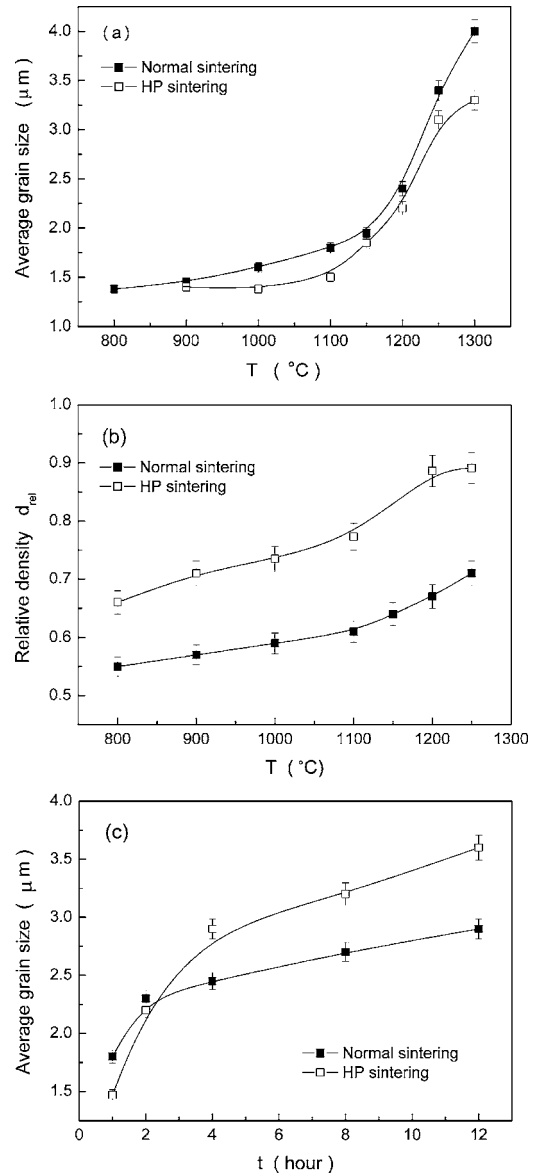 (a)
Normal sintering
HP sintering
Average grain size (μm)
4.0
3.5
3.0
2.5
2.0
1.5
1.0
800 900 1000 1100 1200 1300
T (°C)
(b)
Normal sintering
HP sintering
Relative density d_rel
1.0
0.9
0.8
0.7
0.6
0.5
800 900 1000 1100 1200 1300
T (°C)
(c)
Average grain size (μm)
4.0
3.5
3.0
2.5
2.0
1.5
Normal sintering
HP sintering
0 2 4 6 8 10 12
t (hour)